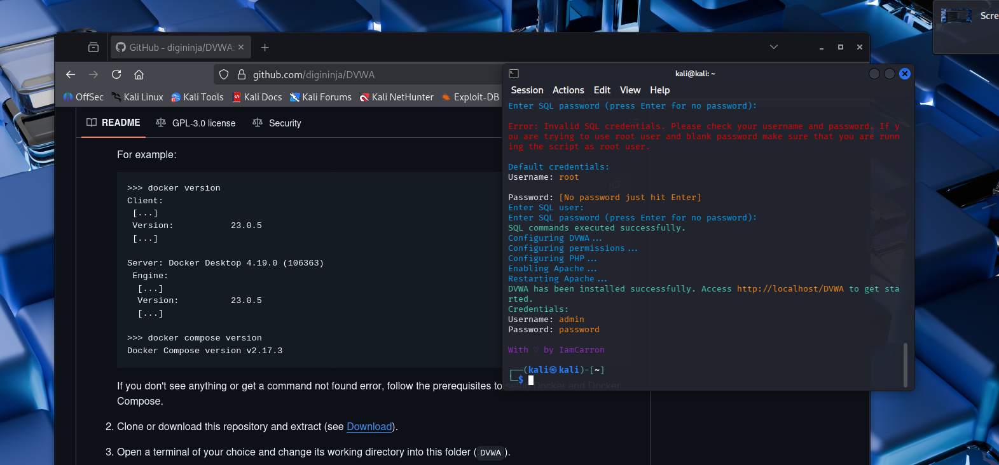 Scre
GitHub - digininja/DVWA:
github.com/digininja/DVWA
OffSec
Kali Linux
Kali Tools
Kali Docs
Kali Forums
Kali NetHunter
Exploit-DB
README
GPL-3.0 license
Security
For example:
>>> docker version
Client:
[...]
Version: 23.0.5
[...]
Server: Docker Desktop 4.19.0 (106363)
Engine:
[...]
Version: 23.0.5
[...]
>>> docker compose version
Docker Compose version v2.17.3
If you don't see anything or get a command not found error, follow the prerequisites to setup Docker and Docker
Compose.
2. Clone or download this repository and extract (see Download).
3. Open a terminal of your choice and change its working directory into this folder (DVWA).
kali@kali: ~
Session Actions Edit View Help
Enter SQL password (press Enter for no password):
Error: Invalid SQL credentials. Please check your username and password. If y
ou are trying to use root user and blank password make sure that you are runn
ing the script as root user.
Default credentials:
Username: root
Password: [No password just hit Enter]
Enter SQL user:
Enter SQL password (press Enter for no password):
SQL commands executed successfully.
Configuring DVWA...
Configuring permissions...
Configuring PHP...
Enabling Apache...
Restarting Apache...
DVWA has been installed successfully. Access http://localhost/DVWA to get sta
rted.
Credentials:
Username: admin
Password: password
With ♡ by IamCarron
┌──(kali㉿kali)-[~]
└─$